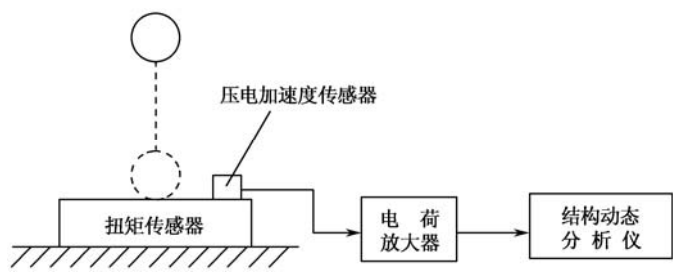 压电加速度传感器
扭矩传感器
电 荷
放大器
结构动态
分 析 仪